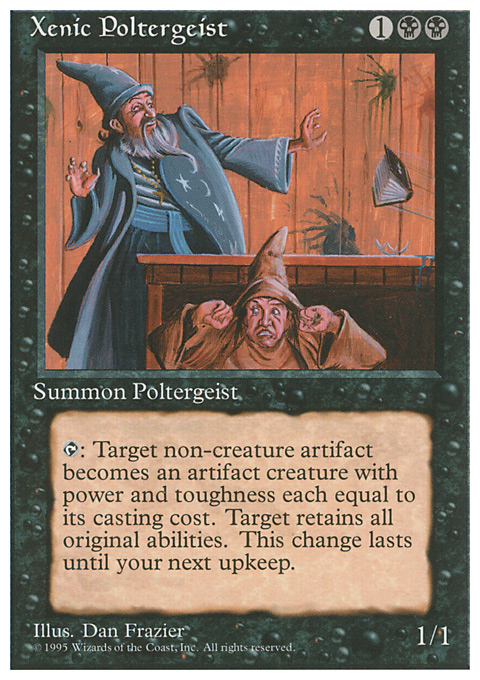 Xenic Poltergeist 1
Summon Poltergeist
: Target non-creature artifact
becomes an artifact creature with
power and toughness each equal to
its casting cost. Target retains all
original abilities. This change lasts
until your next upkeep.
Illus. Dan Frazier
© 1995 Wizards of the Coast, Inc. All rights reserved.
1/1